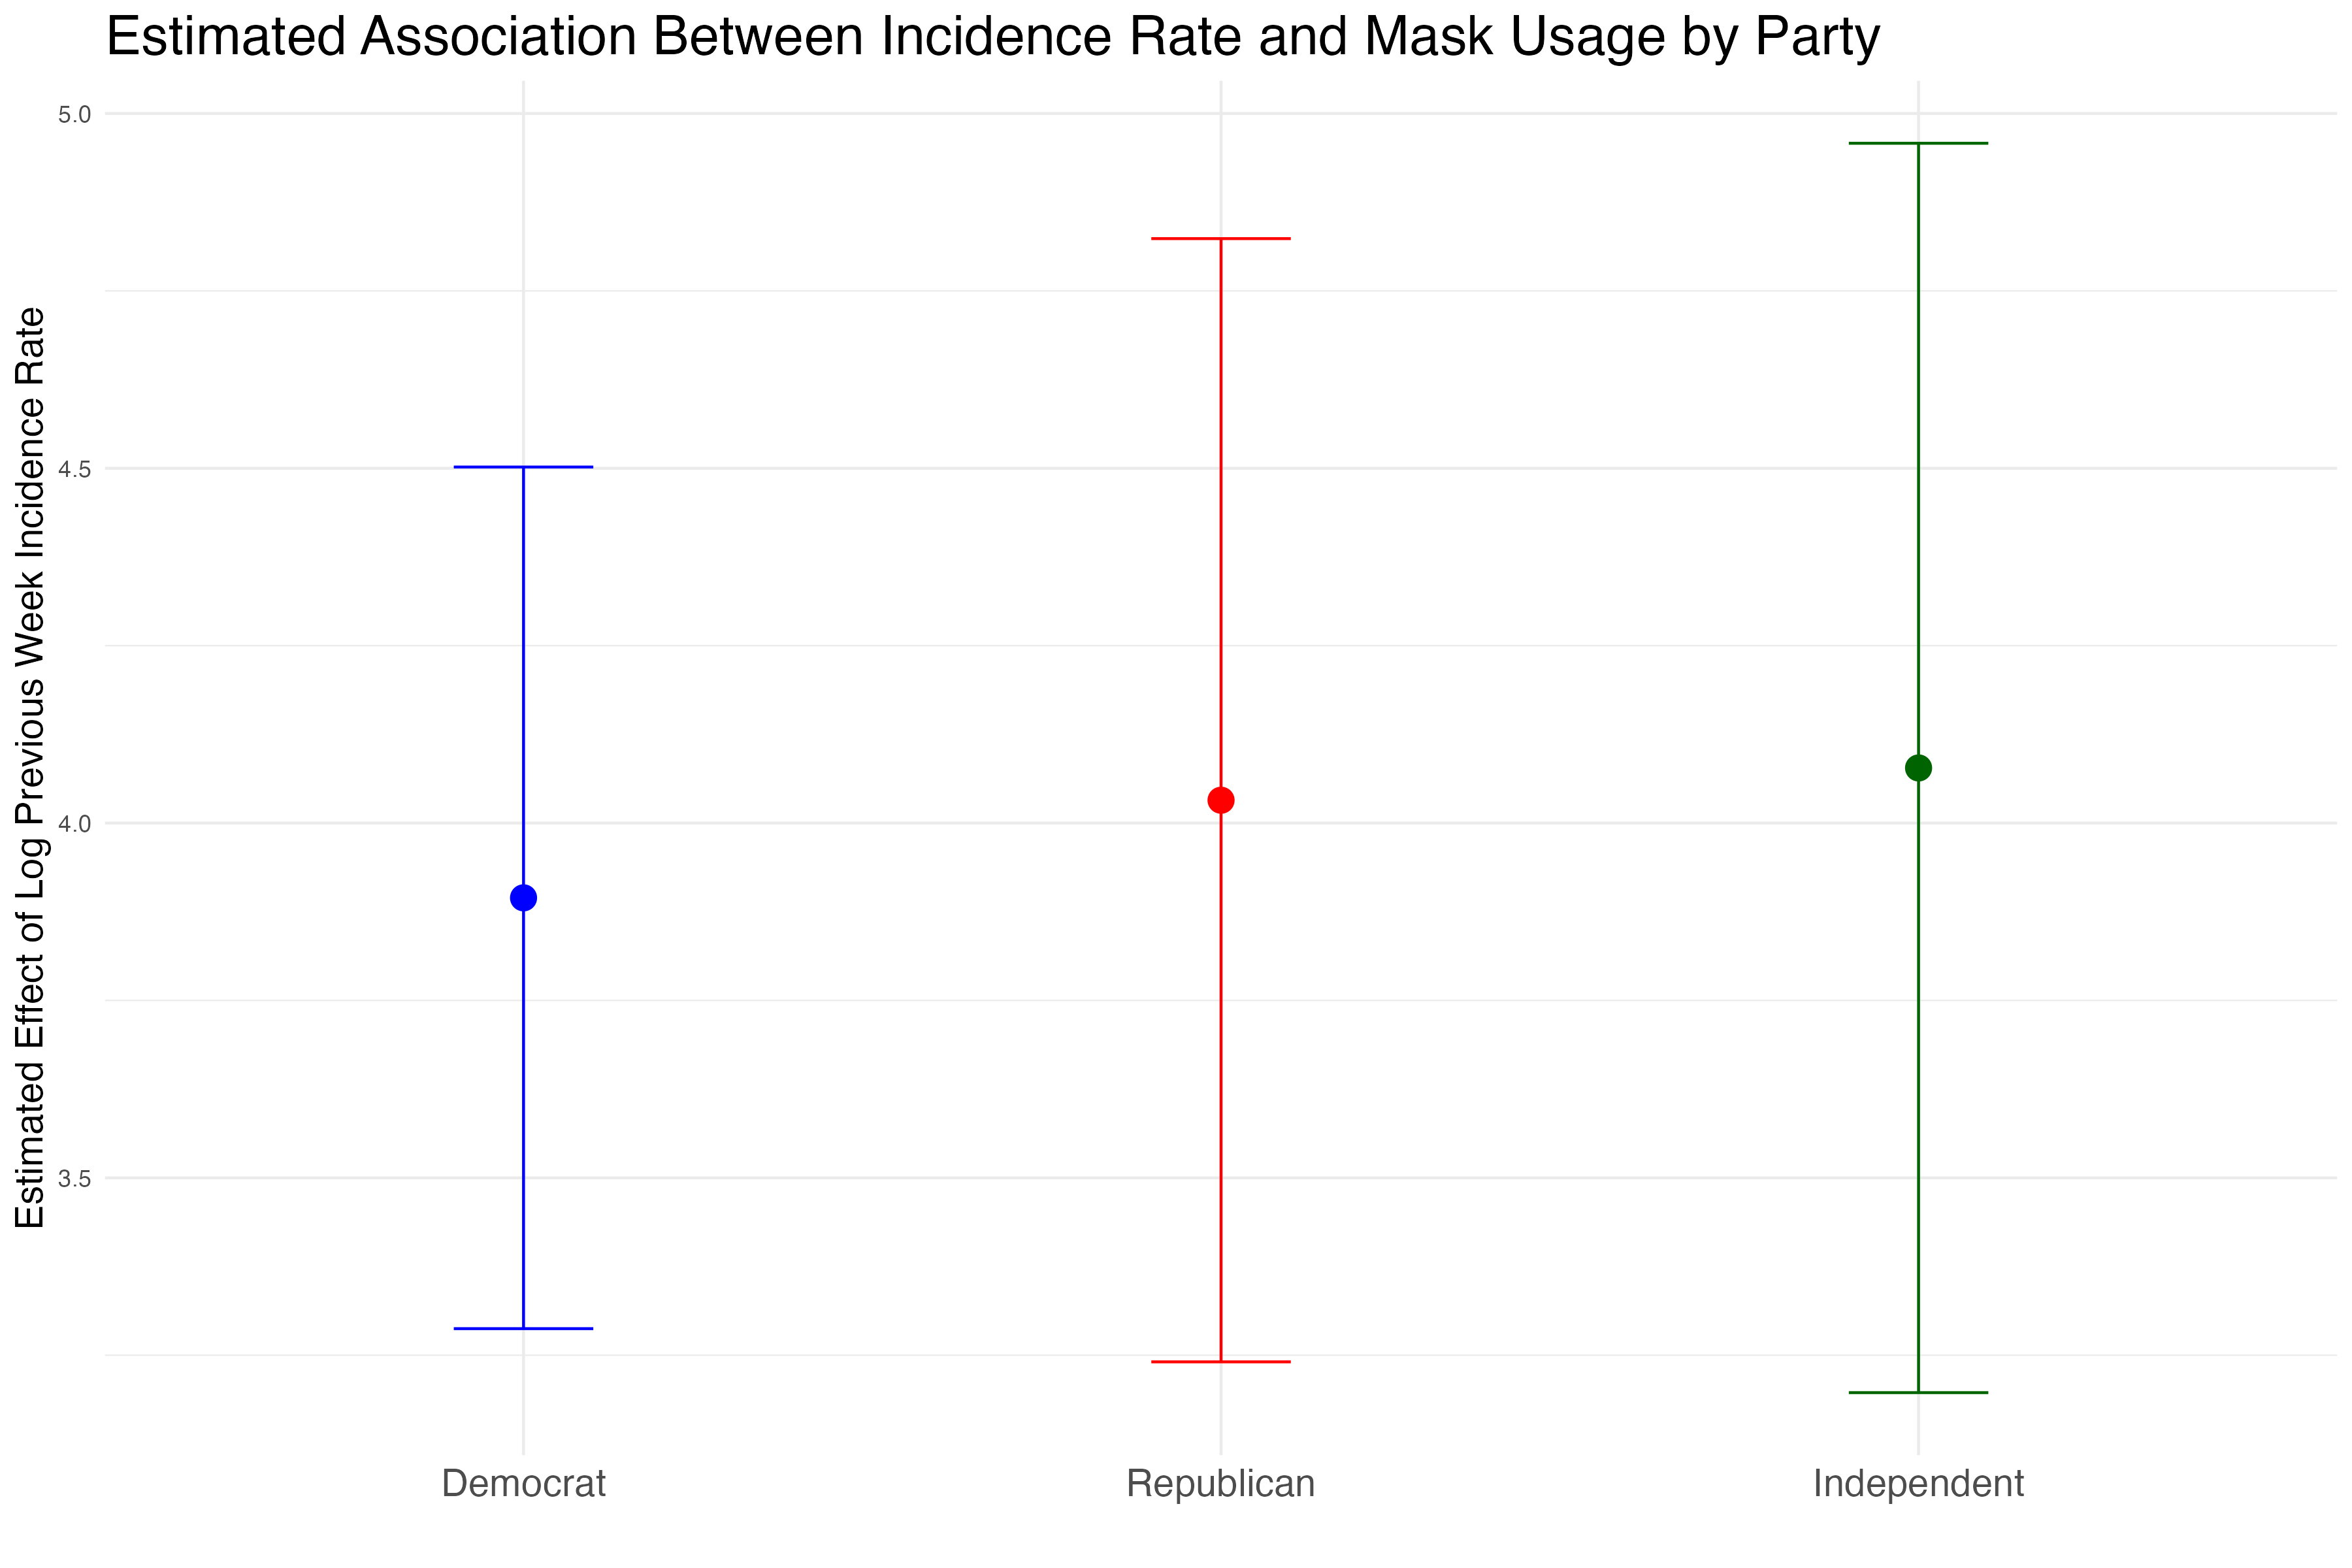 Estimated Association Between Incidence Rate and Mask Usage by Party
Estimated Effect of Log Previous Week Incidence Rate
5.0
4.5
4.0
3.5
Democrat
Republican
Independent